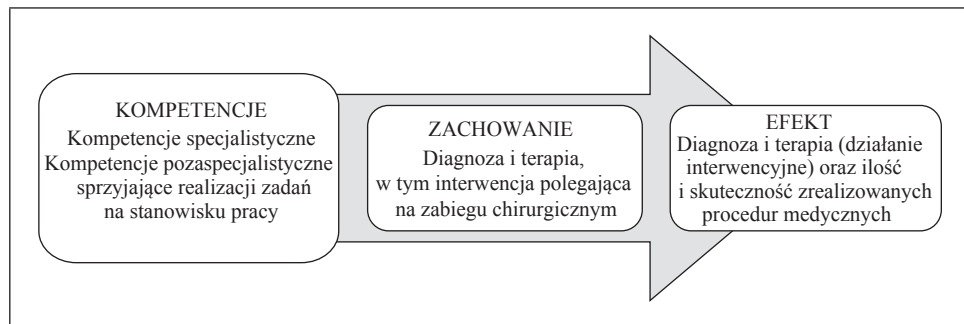 KOMPETENCJE
Kompetencje specjalistyczne
Kompetencje pozaspecjalistyczne
sprzyjające realizacji zadań
na stanowisku pracy
ZACHOWANIE
Diagnoza i terapia,
w tym interwencja polegająca
na zabiegu chirurgicznym
EFEKT
Diagnoza i terapia (działanie
interwencyjne) oraz ilość
i skuteczność zrealizowanych
procedur medycznych